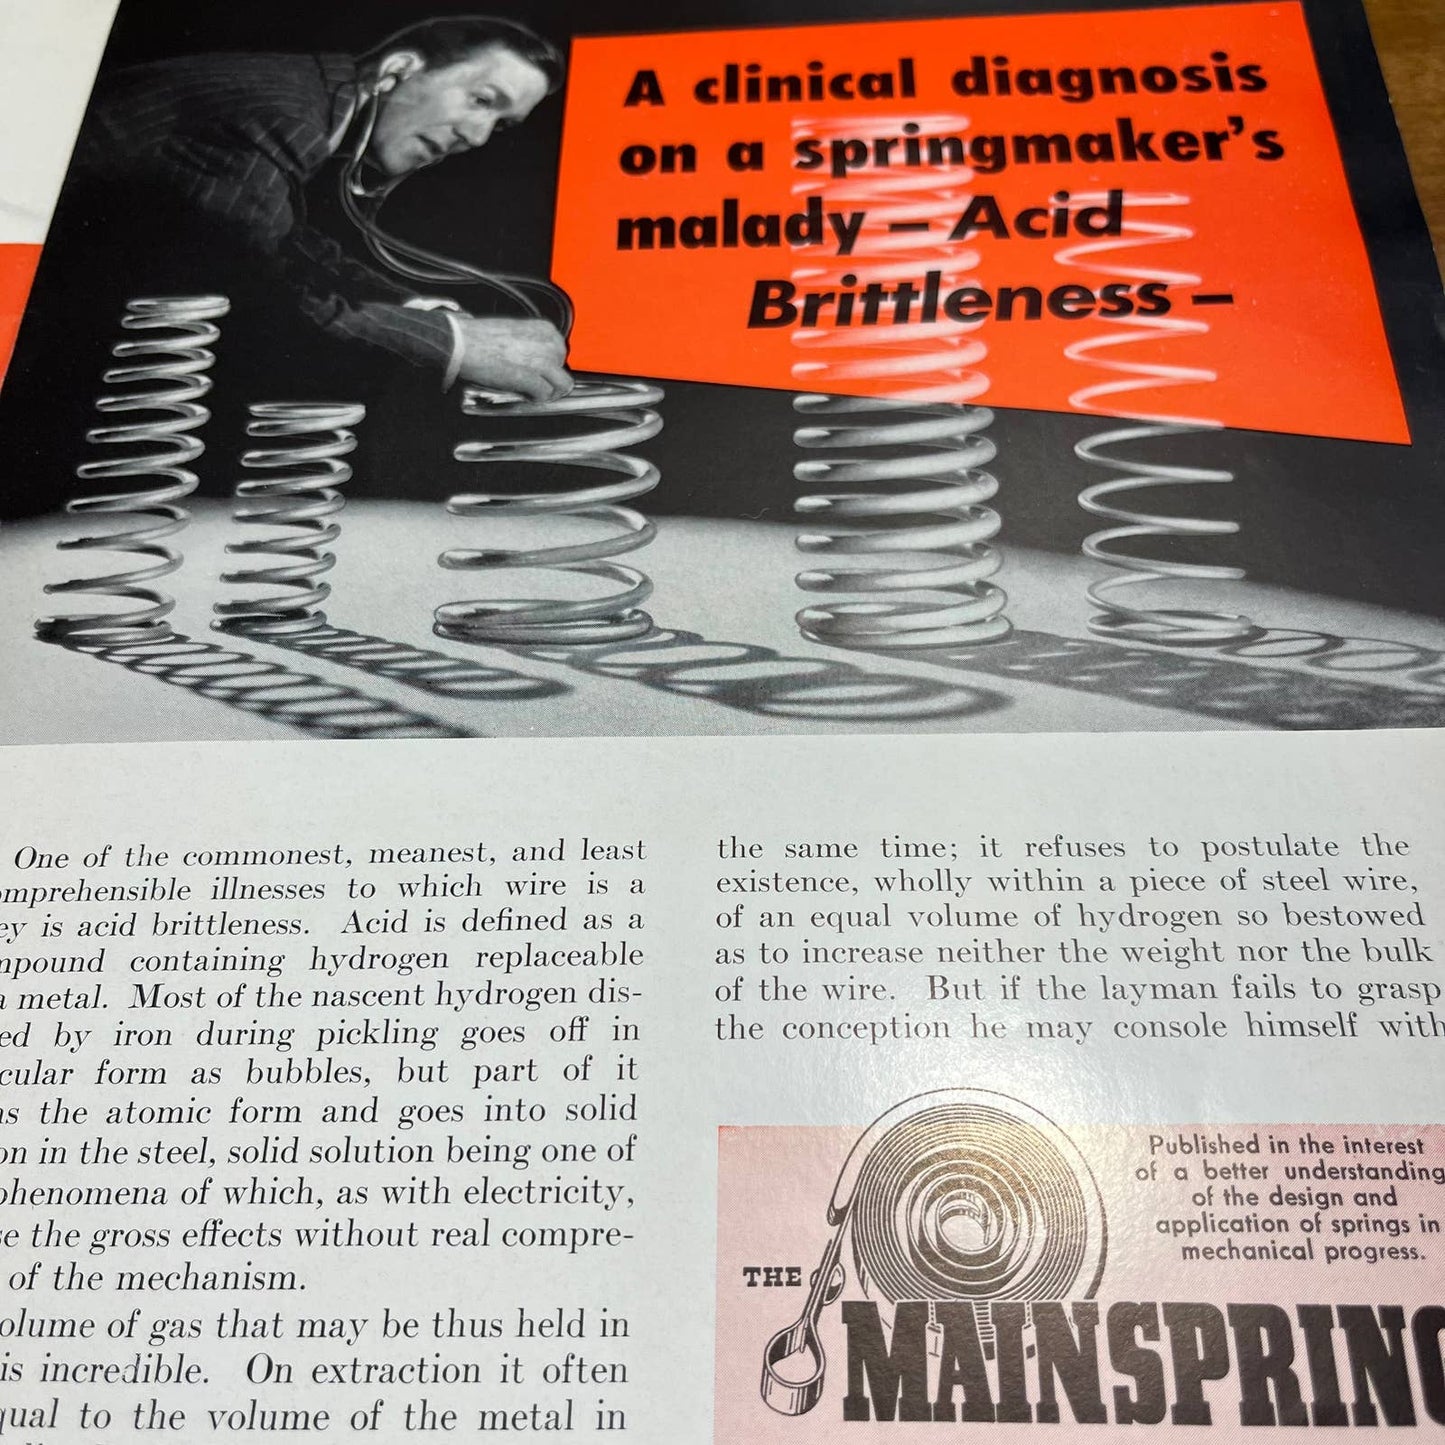 A clinical diagnosis
on a springmaker's
malady – Acid
Brittleness –
One of the commonest, meanest, and least
illnesses to which wire is a
is acid brittleness. Acid is defined as a
containing hydrogen replaceable
metal. Most of the nascent hydrogen dis-
by iron during pickling goes off in
form as bubbles, but part of it
the atomic form and goes into solid
in the steel, solid solution being one of
phenomena of which, as with electricity,
the gross effects without real compre-
of the mechanism.
of gas that may be thus held in
is incredible. On extraction it often
to the volume of the metal in
the same time; it refuses to postulate the
existence, wholly within a piece of steel wire,
of an equal volume of hydrogen so bestowed
as to increase neither the weight nor the bulk
of the wire. But if the layman fails to grasp
the conception he may console himself with
Published in the interest
of a better understanding
of the design and
application of springs in
mechanical progress.
THE
MAINSPRING